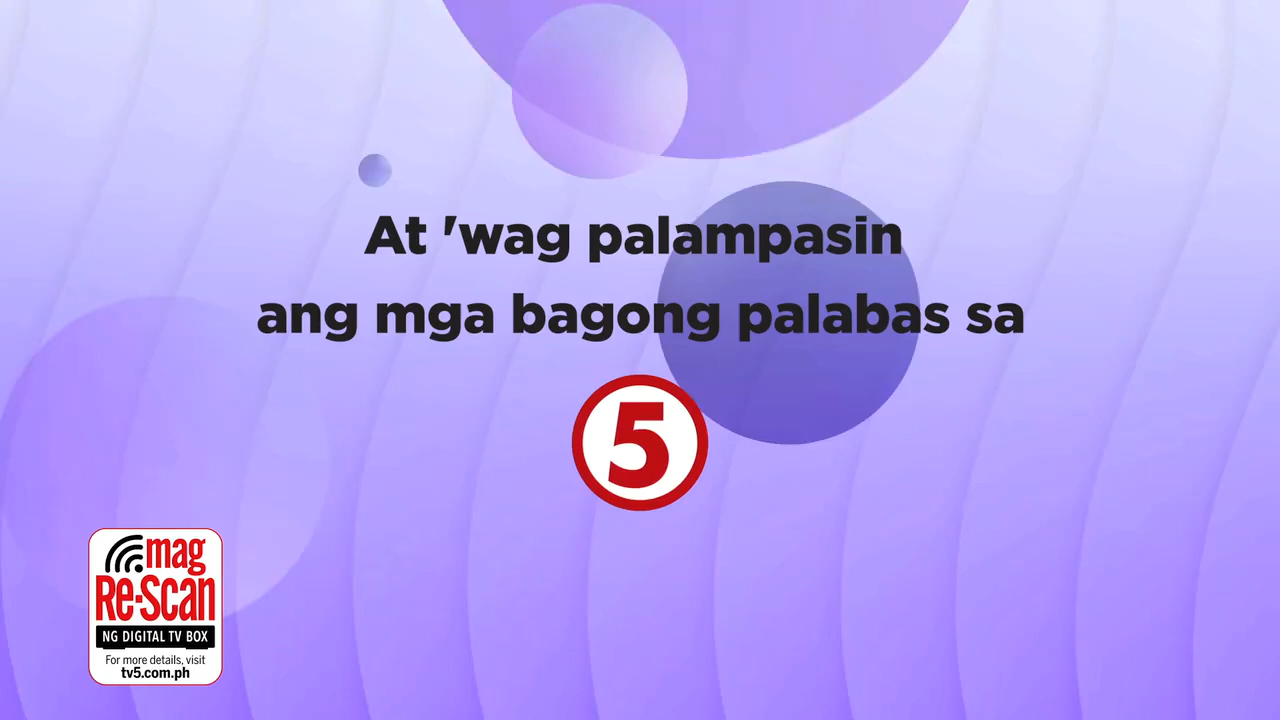 At 'wag palampasin
ang mga bagong palabas sa
5
mag
Re-Scan
NG DIGITAL TV BOX
For more details, visit
tv5.com.ph